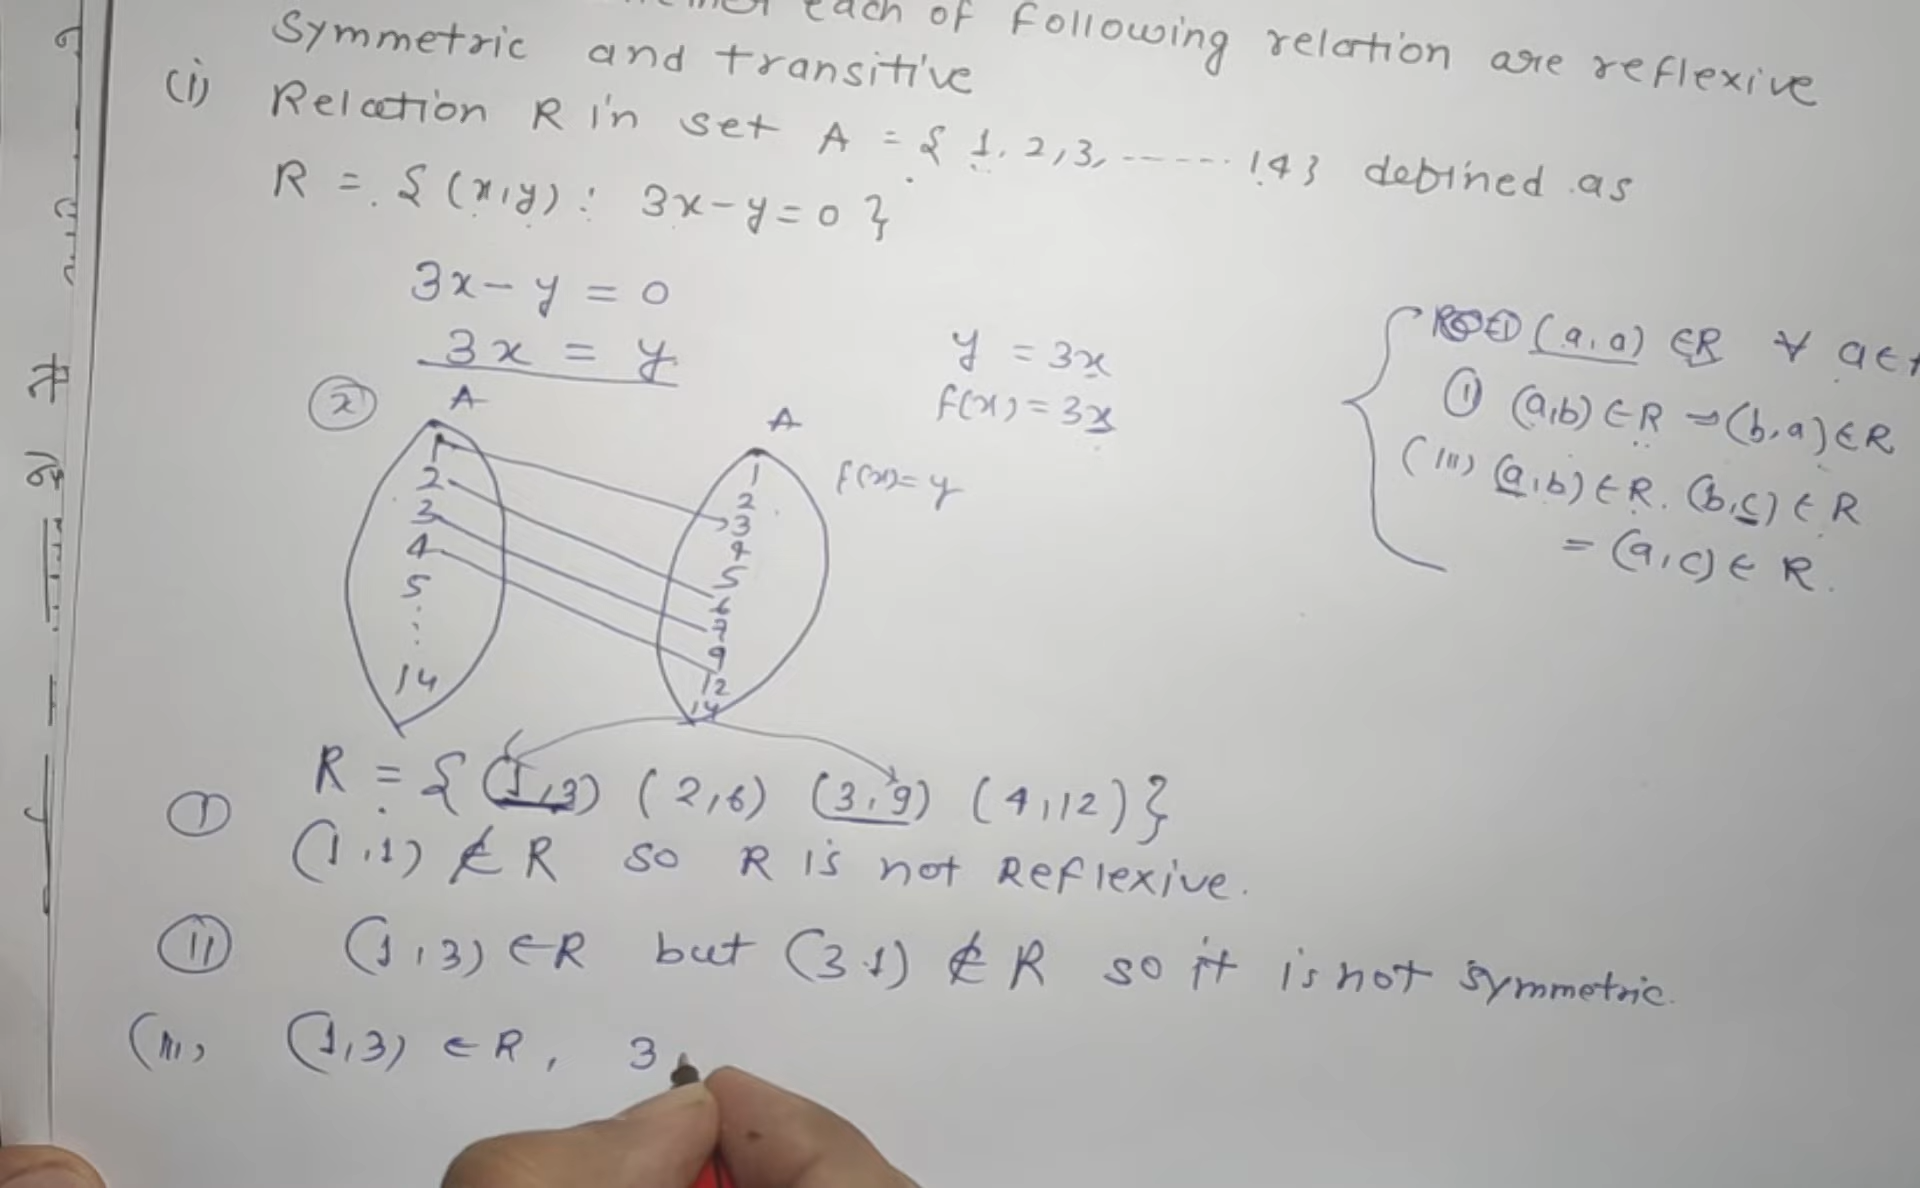 each of following relation are reflexive
Symmetric and transitive
(i) Relation R in set A = { 1, 2, 3, ------ 14 } defined as
R = { (x, y) : 3x - y = 0 }
3x - y = 0
3x = y
y = 3x
f(x) = 3x
f(x) = y
A
1
2
3
4
5
14
A
1
2
3
4
5
6
7
9
12
14
(a, a) ∈ R ∀ a ∈
(a, b) ∈ R → (b, a) ∈ R
(iii) (a, b) ∈ R. (b, c) ∈ R
= (a, c) ∈ R.
R = { (1, 3) (2, 6) (3, 9) (4, 12) }
(I) (1, 1) ∉ R so R is not Reflexive.
(ii) (1, 3) ∈ R but (3 1) ∉ R so it is not symmetric.
(iii) (1, 3) ∈ R, 3